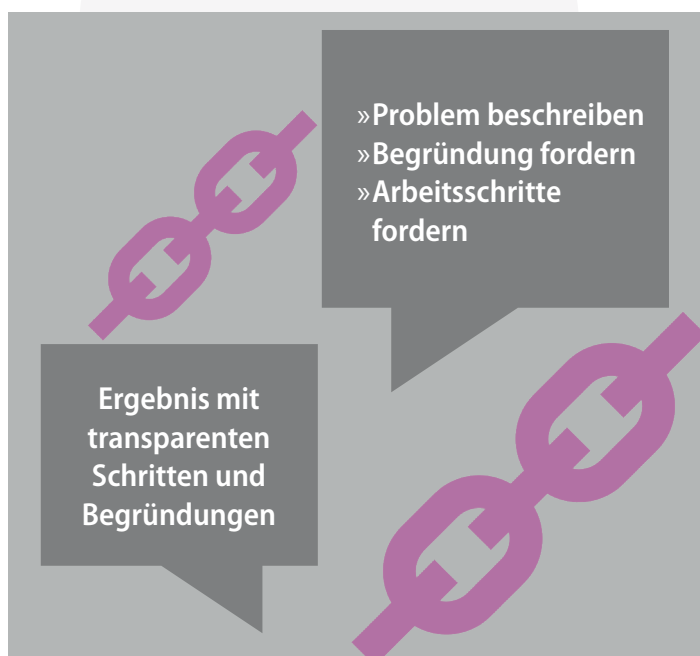 »Problem beschreiben
»Begründung fordern
»Arbeitsschritte
fordern
Ergebnis mit
transparenten
Schritten und
Begründungen